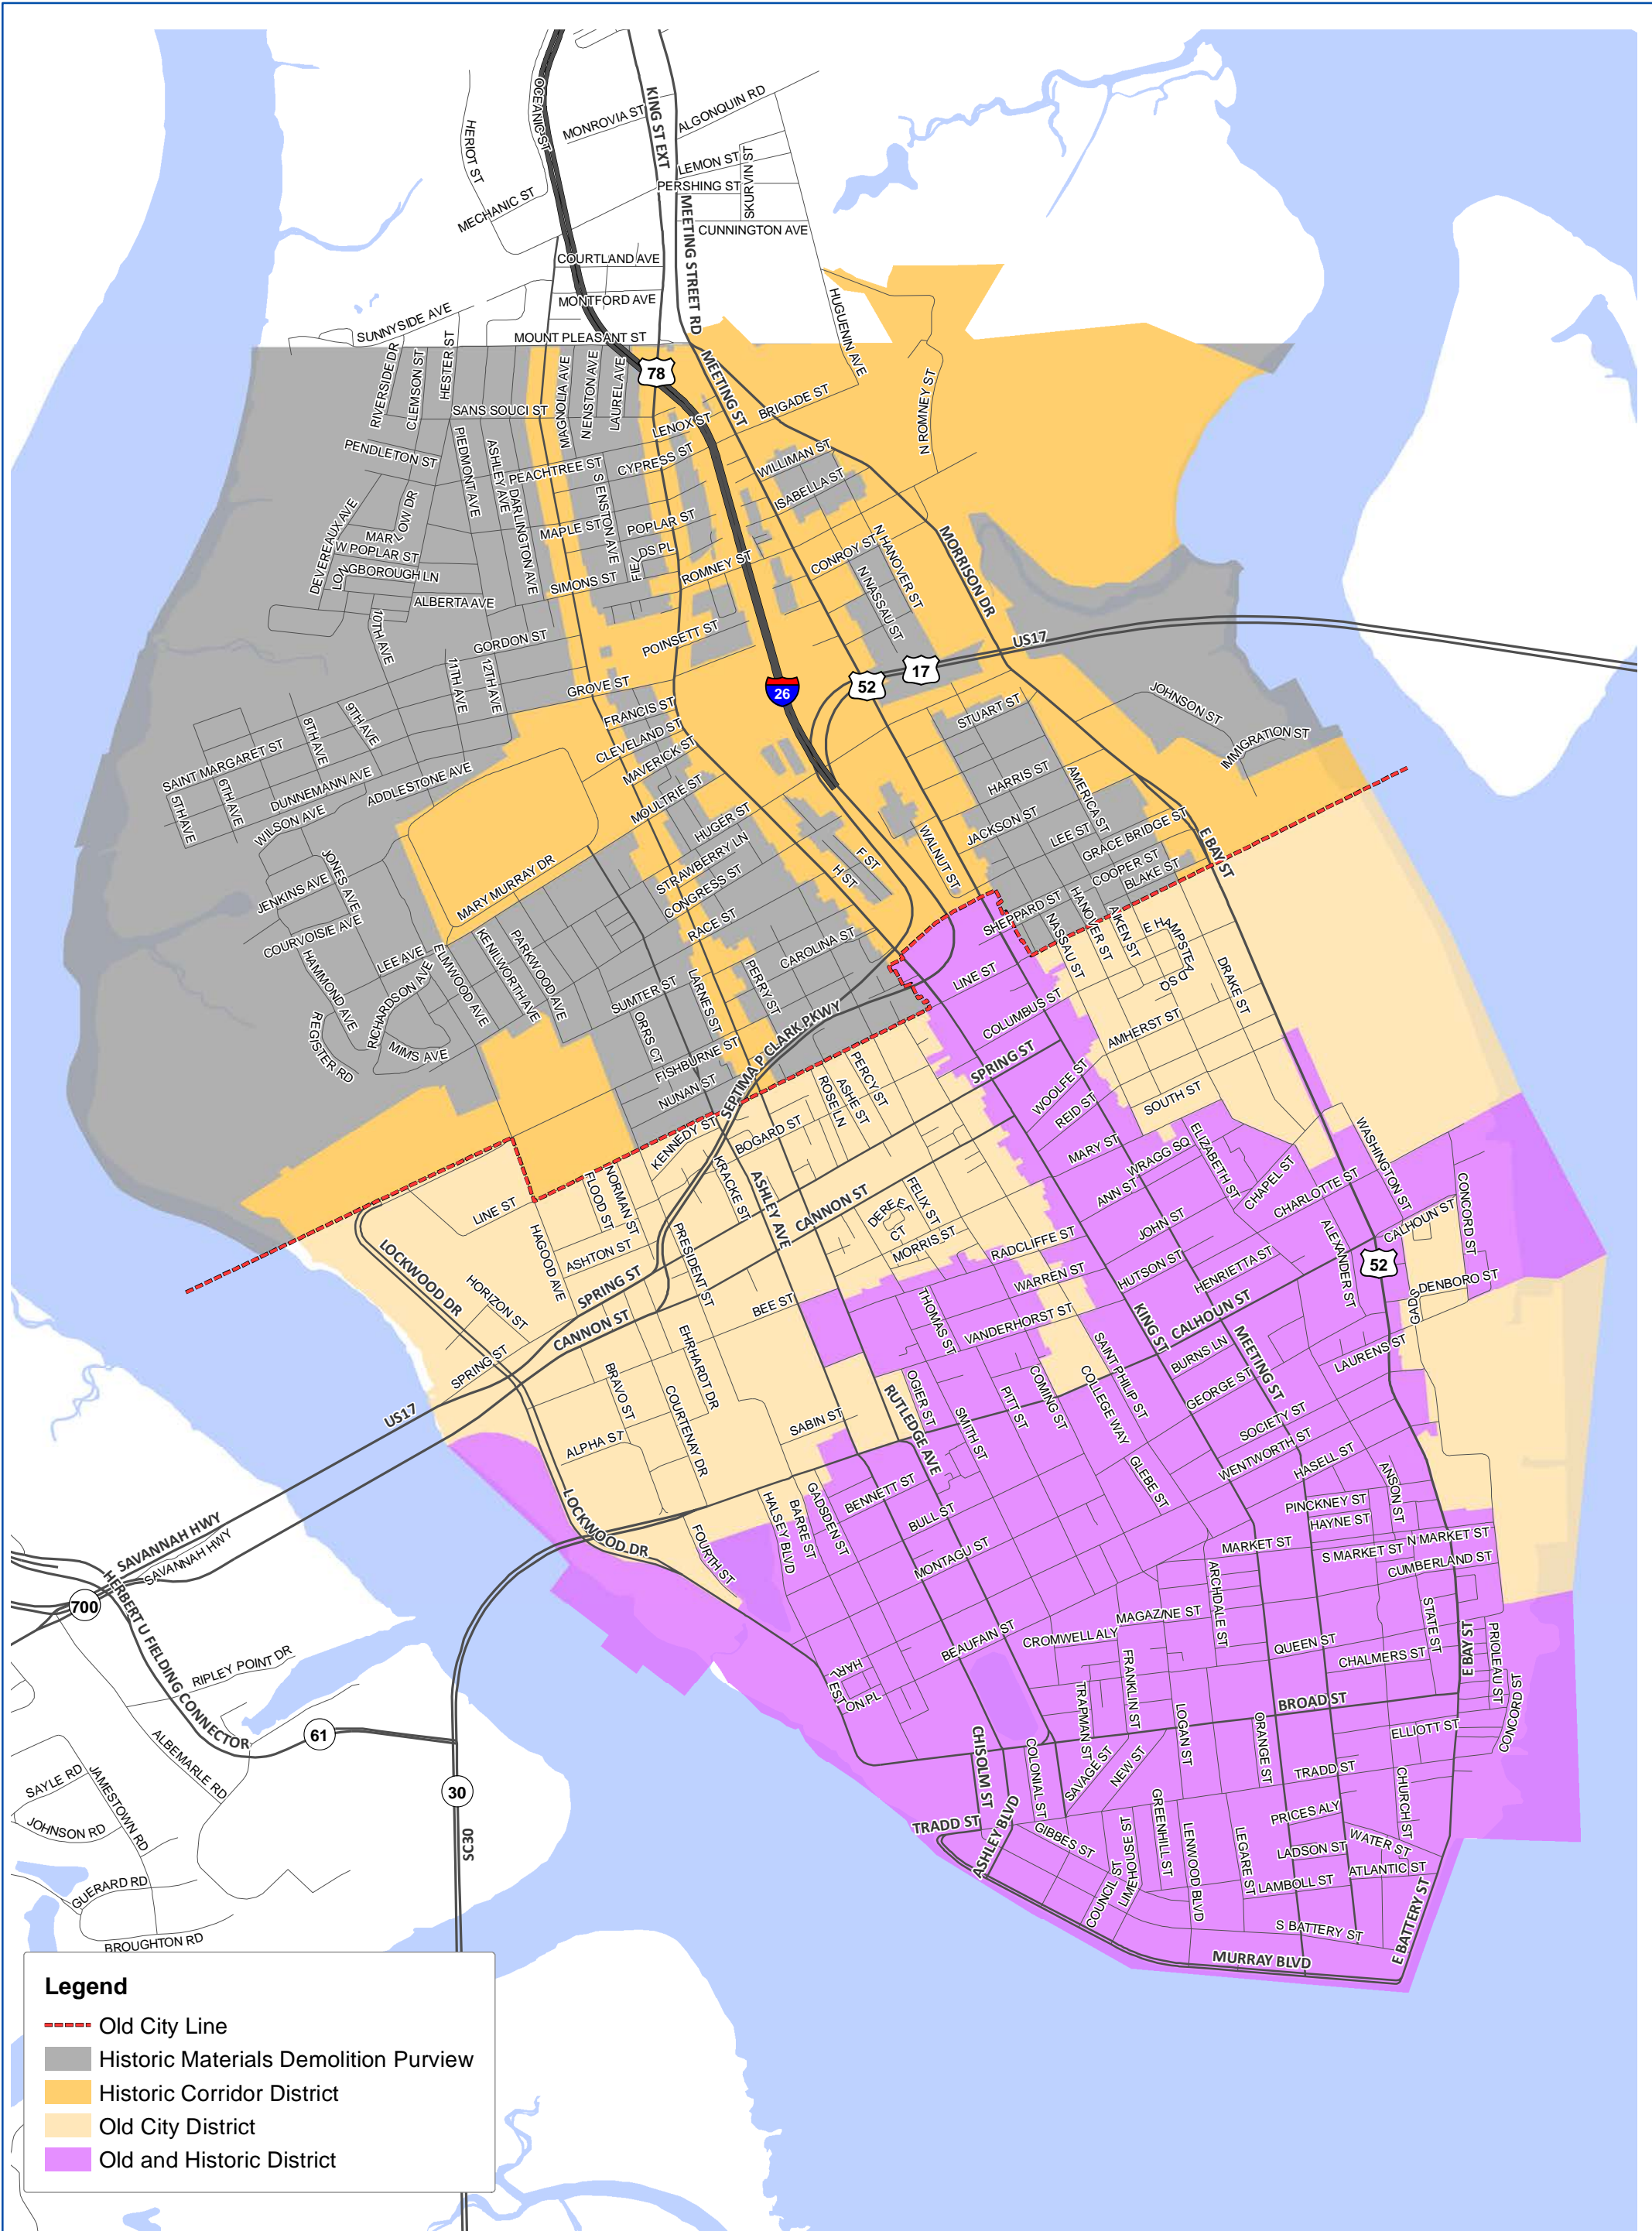 OCEANIC ST
KING ST EXT
MONROVIA ST
ALGONQUIN RD
HERIOT ST
LEMON ST
SKURVIN ST
PERSHING ST
MECHANIC ST
MEETING STREET RD
CUNNINGTON AVE
COURTLAND AVE
MONTFORD AVE
SUNNYSIDE AVE
HUGUENIN AVE
MOUNT PLEASANT ST
RIVERSIDE DR
CLEMSON ST
HESTER ST
MAGNOLIA AVE
N ENSTON AVE
LAUREL AVE
78
MEETING ST
BRIGADE ST
N ROMNEY ST
SANS SOUCI ST
LENOX ST
PENDLETON ST
PIEDMONT AVE
ASHLEY AVE
DARLINGTON AVE
PEACHTREE ST
CYPRESS ST
S ENSTON AVE
WILLIMAN ST
ISABELLA ST
DEVEREAUX AVE
MARLOW DR
W POPLAR ST
LONGBOROUGH LN
MAPLE ST
POPLAR ST
FIELDS PL
ROMNEY ST
CONROY ST
N HANOVER ST
N NASSAU ST
MORRISON DR
ALBERTA AVE
SIMONS ST
10TH AVE
GORDON ST
POINSETT ST
US17
17
52
26
11TH AVE
12TH AVE
GROVE ST
FRANCIS ST
CLEVELAND ST
MAVERICK ST
STUART ST
JOHNSON ST
IMMIGRATION ST
8TH AVE
9TH AVE
SAINT MARGARET ST
6TH AVE
5TH AVE
DUNNEMANN AVE
WILSON AVE
ADDLESTONE AVE
MOULTRIE ST
HUGER ST
HARRIS ST
AMERICA ST
JACKSON ST
LEE ST
GRACE BRIDGE ST
E BAY ST
COOPER ST
BLAKE ST
WALNUT ST
F ST
H ST
STRAWBERRY LN
CONGRESS ST
RACE ST
JONES AVE
JENKINS AVE
COURVOISIE AVE
MARY MURRAY DR
SHEPPARD ST
HANOVER ST
NASSAU ST
AIKEN ST
E HAMPSTEAD SQ
DRAKE ST
HAMMOND AVE
LEE AVE
RICHARDSON AVE
ELMWOOD AVE
KENILWORTH AVE
PARKWOOD AVE
CAROLINA ST
PERRY ST
LARNES ST
SUMTER ST
ORRS CT
LINE ST
COLUMBUS ST
REGISTER RD
MIMS AVE
FISHBURNE ST
NUNAN ST
SEPTIMA P CLARK PKWY
PERCY ST
ASHE ST
ROSE LN
SPRING ST
AMHERST ST
WOOLFE ST
REID ST
SOUTH ST
KENNEDY ST
BOGARD ST
KRACKE ST
ASHLEY AVE
MARY ST
WRAGG SQ
ANN ST
ELIZABETH ST
CHAPEL ST
CHARLOTTE ST
WASHINGTON ST
CONCORD ST
CALHOUN ST
LINE ST
FLOOD ST
NORMAN ST
HAGOOD AVE
ASHTON ST
PRESIDENT ST
CANNON ST
DEREEF CT
FELIX ST
MORRIS ST
RADCLIFFE ST
JOHN ST
HUTSON ST
HENRIETTA ST
ALEXANDER ST
52
GADSDENBORO ST
LOCKWOOD DR
HORIZON ST
SPRING ST
CANNON ST
SPRING ST
BEE ST
WARREN ST
THOMAS ST
VANDERHORST ST
KING ST
CALHOUN ST
MEETING ST
BURNS LN
GEORGE ST
LAURENS ST
US17
BRAVO ST
EHRHARDT DR
COURTENAY DR
ALPHA ST
SABIN ST
RUTLEDGE AVE
OGIER ST
SMITH ST
PITT ST
COMING ST
COLLEGE WAY
SAINT PHILIP ST
GLEBE ST
SOCIETY ST
WENTWORTH ST
HASELL ST
ANSON ST
PINCKNEY ST
HAYNE ST
N MARKET ST
S MARKET ST
MARKET ST
CUMBERLAND ST
LOCKWOOD DR
FOURTH ST
HALSEY BLVD
BARRE ST
GADSDEN ST
BENNETT ST
BULL ST
MONTAGU ST
SAVANNAH HWY
SAVANNAH HWY
700
HERBERT U FIELDING CONNECTOR
RIPLEY POINT DR
ALBEMARLE RD
61
30
SC30
BEAUFAIN ST
CROMWELL ALY
MAGAZINE ST
ARCHDALE ST
QUEEN ST
CHALMERS ST
STATE ST
E BAY ST
PRIOLEAU ST
CONCORD ST
HARLESTON PL
FRANKLIN ST
TRAPMAN ST
LOGAN ST
ORANGE ST
BROAD ST
ELLIOTT ST
CHISOLM ST
COLONIAL ST
SAVAGE ST
NEW ST
TRADD ST
CHURCH ST
SAYLE RD
JAMESTOWN RD
JOHNSON RD
GUERARD RD
BROUGHTON RD
TRADD ST
ASHLEY BLVD
GIBBES ST
COUNCIL ST
LIMEHOUSE ST
GREENHILL ST
LENWOOD BLVD
LEGARE ST
PRICES ALY
LADSON ST
WATER ST
ATLANTIC ST
LAMBOLL ST
S BATTERY ST
E BATTERY ST
MURRAY BLVD
Legend
Old City Line
Historic Materials Demolition Purview
Historic Corridor District
Old City District
Old and Historic District